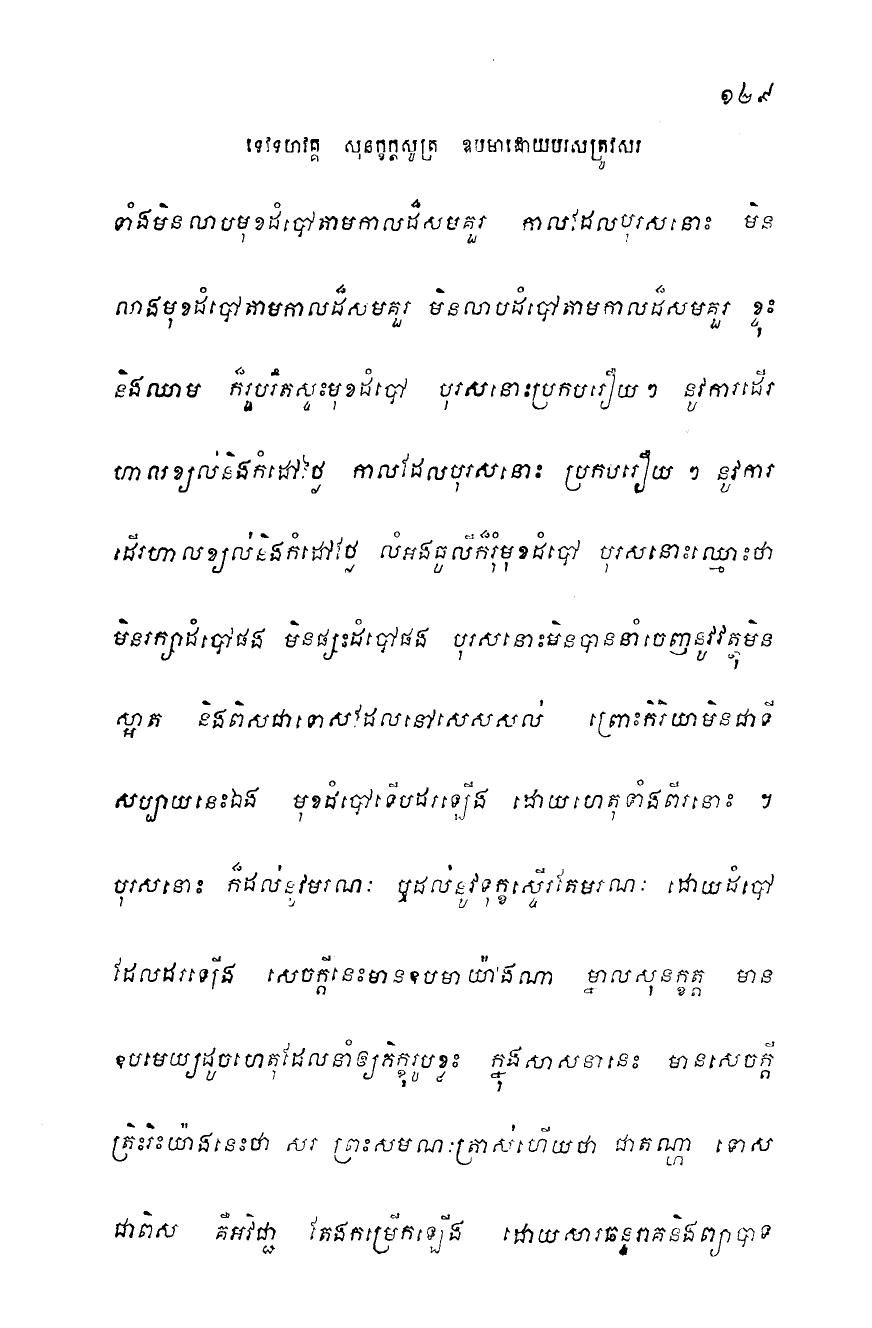 ១៤៩
ទេវទហវគ្គ សុនក្ខត្តសូត្រ ឧបមាដោយបុរសត្រូវសរ
ទាំងមិនលាបមុខដំបៅតាមកាលដ៏សមគួរ កាលដែលបុរសនោះ មិន
លាងមុខដំបៅតាមកាលដ៏សមគួរ មិនលាបដំបៅតាមកាលដ៏សមគួរ ខ្ទុះ
និងឈាម ក៏រួបរឹតស្ទះមុខដំបៅ បុរសនោះប្រកបរឿយ ៗ នូវការដើរ
ហាលខ្យល់និងកំដៅថ្ងៃ កាលដែលបុរសនោះ ប្រកបរឿយ ៗ នូវការ
ដើរហាលខ្យល់និងកំដៅថ្ងៃ លំអងធូលីក៏រុំមុខដំបៅ បុរសនោះឈ្មោះថា
មិនរក្សាដំបៅផង មិនផ្សះដំបៅផង បុរសនោះមិនបាននាំចេញនូវវត្ថុមិន
ស្អាត និងពិសជាទោសដែលនៅសេសសល់ ព្រោះកិរិយាមិនជាទី
សប្បាយនេះឯង មុខដំបៅទើបដរឡើង ដោយហេតុទាំងពីរនោះ ។
បុរសនោះ ក៏ដល់នូវមរណៈ ឬដល់នូវទុក្ខស្ទើរតែមរណៈ ដោយដំបៅ
ដែលដរឡើង សេចក្ដីនេះមានឧបមាយ៉ាងណា ម្នាលសុនក្ខត្ត មាន
ឧបមេយ្យដូចហេតុដែលនាំឲ្យភិក្ខុរូបខ្លះ ក្នុងសាសនានេះ មានសេចក្ដី
ត្រិះរិះយ៉ាងនេះថា សរ ព្រះសមណៈត្រាស់ហើយថា ជាតណ្ហា ទោស
ជាពិស គឺអវិជ្ជា តែងកម្រើកឡើង ដោយសារឆន្ទរាគនិងព្យាបាទ